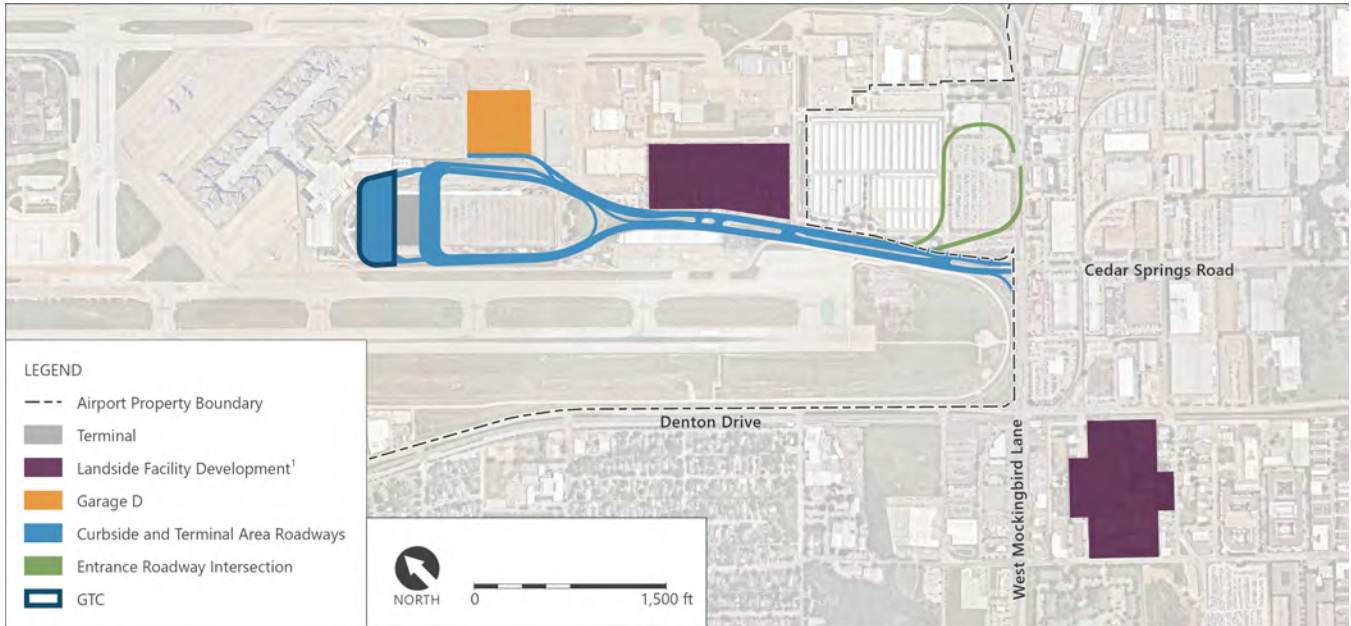 Cedar Springs Road
Denton Drive
West Mockingbird Lane
LEGEND
Airport Property Boundary
Terminal
Landside Facility Development¹
Garage D
Curbside and Terminal Area Roadways
Entrance Roadway Intersection
GTC
NORTH
0 1,500 ft